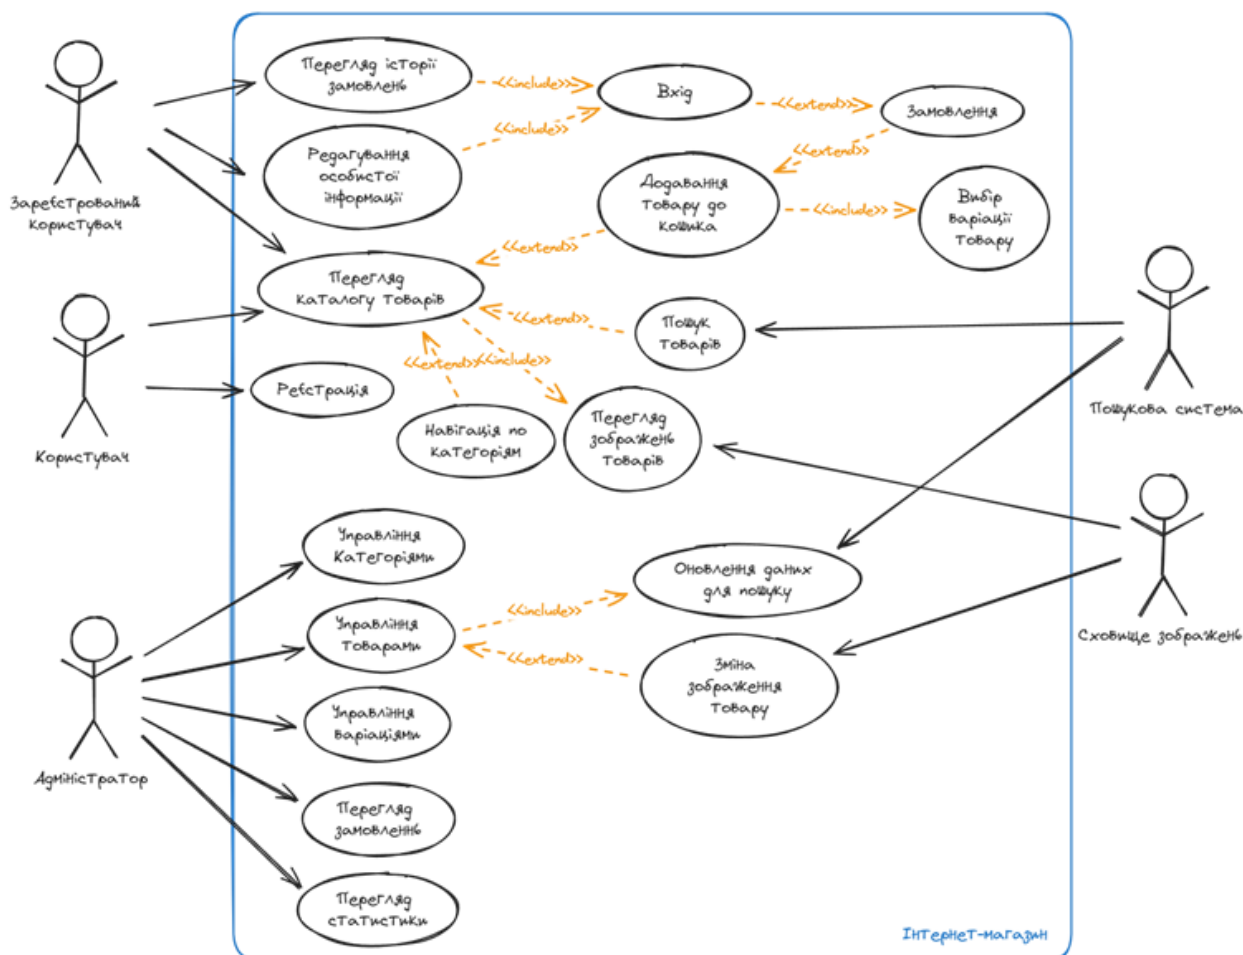 Перегляд історії
замовлень
<<include>>
Вхід
<<extend>>
Замовлення
<<include>>
<<extend>>
Зареєстрований
користувач
Редагування
особистої
інформації
Додавання
товару до
кошика
<<include>>
Вибір
варіації
товару
<<extend>>
Перегляд
каталогу товарів
<<extend>>
Пошук
товарів
<<extend>>
<<include>>
Реєстрація
Користувач
Навігація по
категоріям
Перегляд
зображень
товарів
Пошукова система
Управління
Категоріями
Оновлення даних
для пошуку
<<include>>
Управління
товарами
<<extend>>
Зміна
зображення
товару
Сховище зображень
Управління
варіаціями
Адміністратор
Перегляд
замовленнь
Перегляд
статистики
Інтернет-магазин